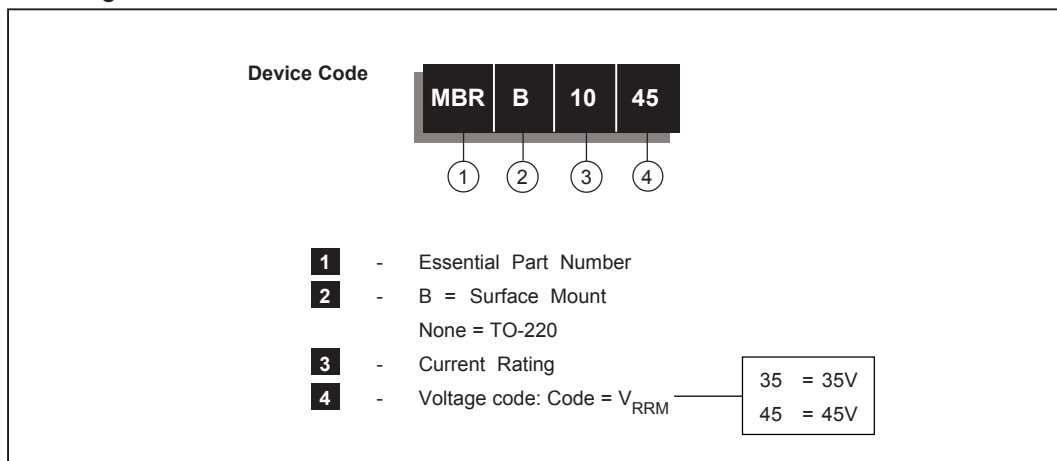 Device Code
MBR B 10 45
1 2 3 4
1 - Essential Part Number
2 - B = Surface Mount
None = TO-220
3 - Current Rating
4 - Voltage code: Code = VRRM
35 = 35V
45 = 45V